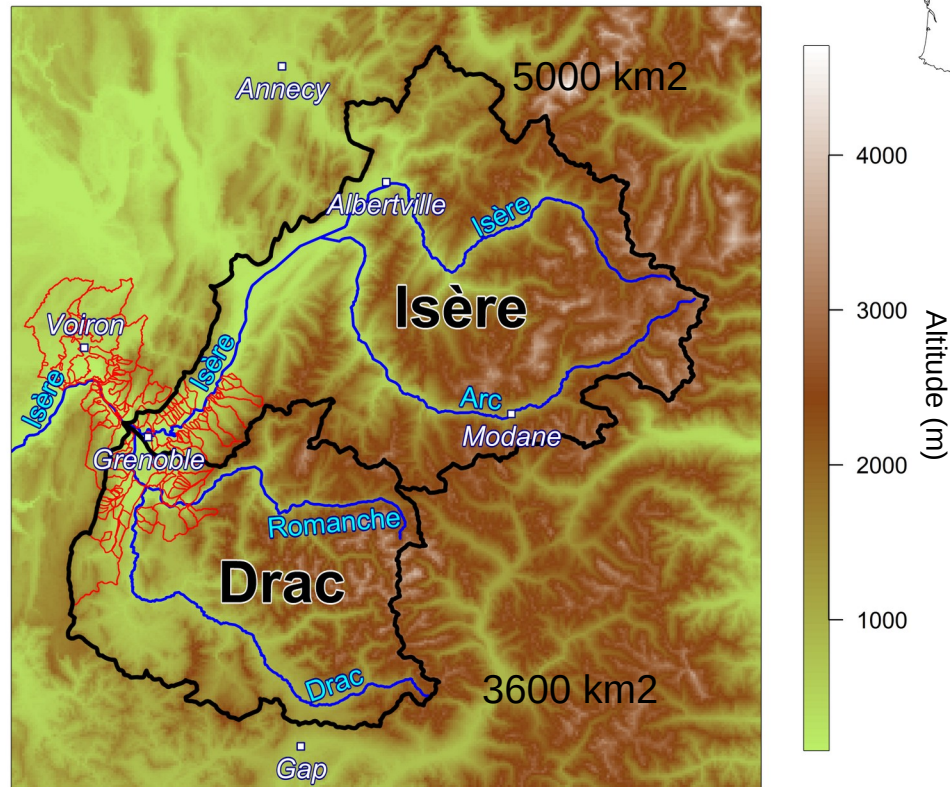 Annecy
5000 km2
Albertville
Isère
Isère
Voiron
Isère
Isère
Arc
Modane
Grenoble
Romanche
Drac
Drac
3600 km2
Gap
4000
3000
2000
1000
Altitude (m)